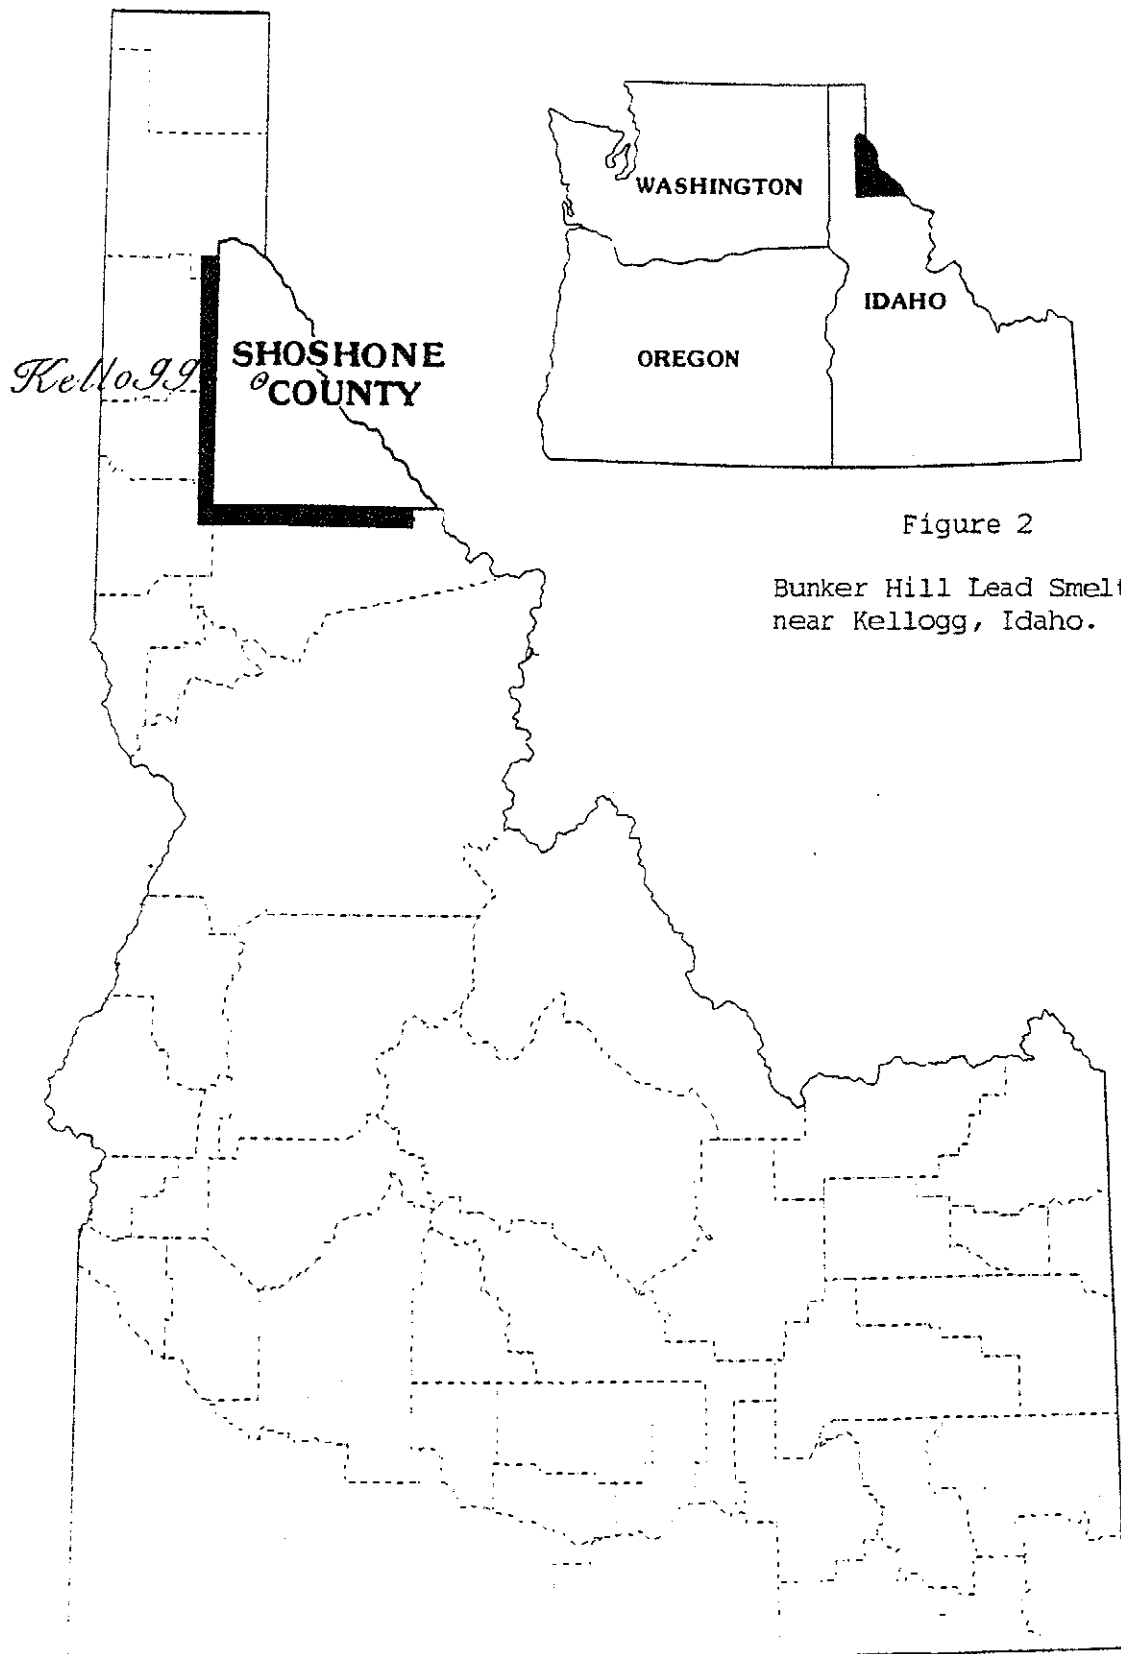 WASHINGTON
IDAHO
OREGON
Kellogg
SHOSHONE
COUNTY
Figure 2
Bunker Hill Lead Smelt
near Kellogg, Idaho.